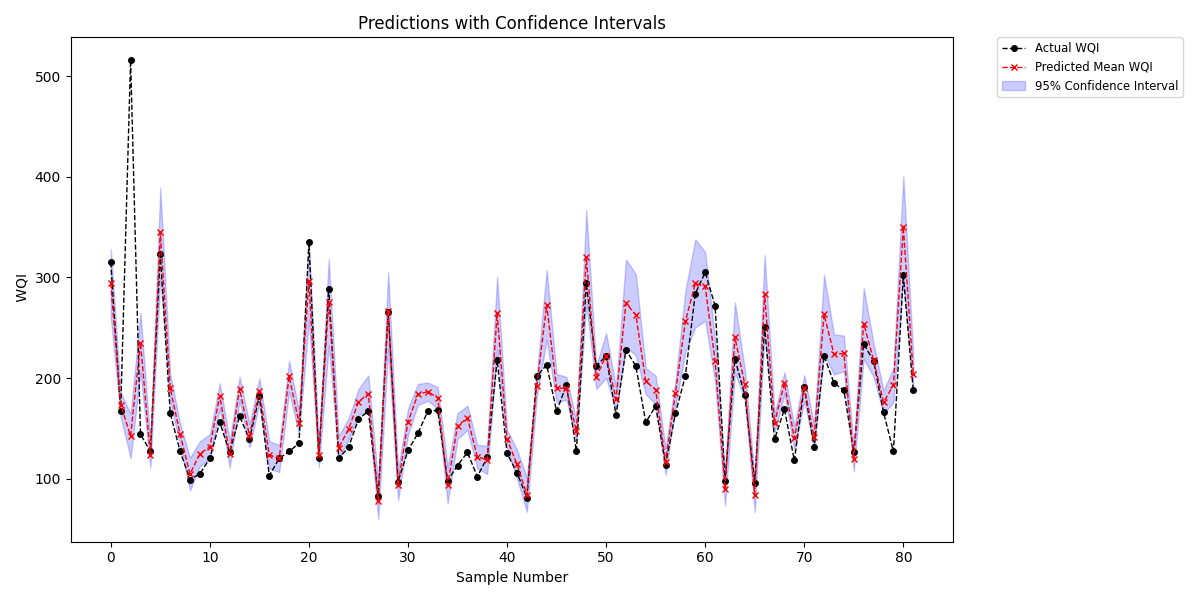 Predictions with Confidence Intervals
Actual WQI
Predicted Mean WQI
95% Confidence Interval
WQI
500
400
300
200
100
0 10 20 30 40 50 60 70 80
Sample Number